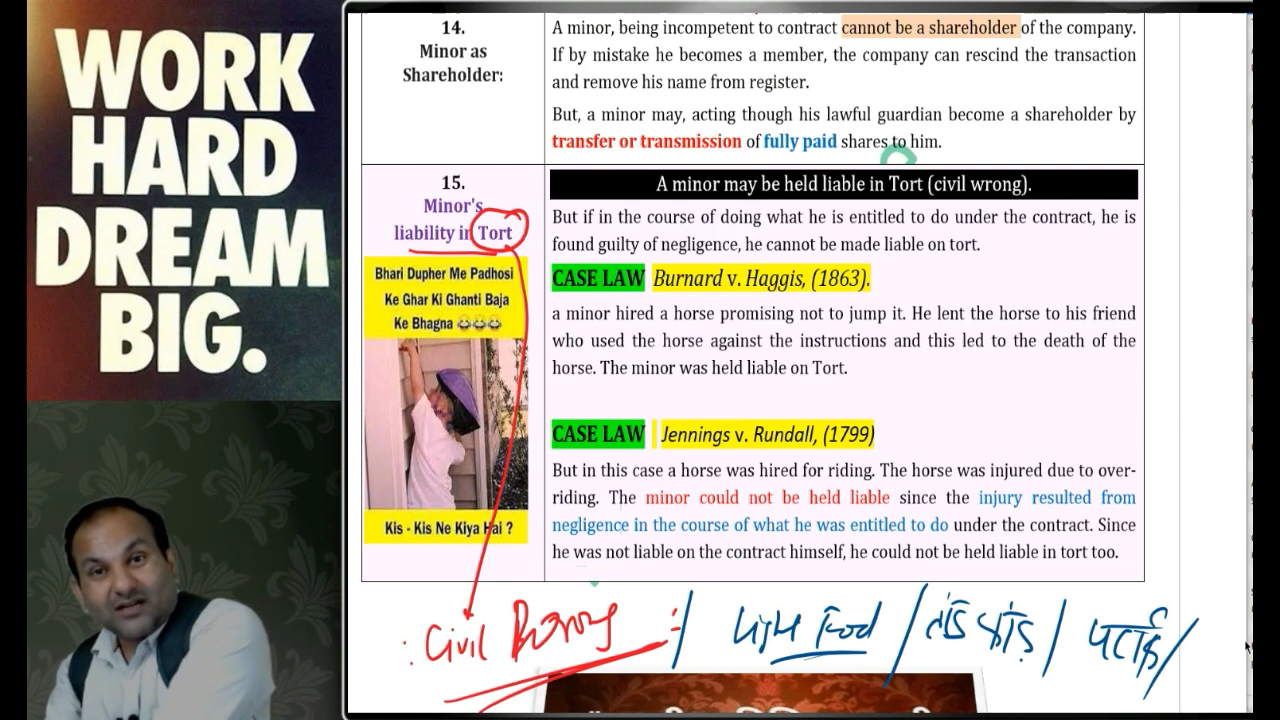 WORK
HARD
DREAM
BIG.
14.
Minor as
Shareholder:
A minor, being incompetent to contract cannot be a shareholder of the company.
If by mistake he becomes a member, the company can rescind the transaction
and remove his name from register.
But, a minor may, acting though his lawful guardian become a shareholder by
transfer or transmission of fully paid shares to him.
15.
Minor's
liability in Tort
Bhari Dupher Me Padhosi
Ke Ghar Ki Ghanti Baja
Ke Bhagna
Kis - Kis Ne Kiya Hai ?
A minor may be held liable in Tort (civil wrong).
But if in the course of doing what he is entitled to do under the contract, he is
found guilty of negligence, he cannot be made liable on tort.
CASE LAW Burnard v. Haggis, (1863).
a minor hired a horse promising not to jump it. He lent the horse to his friend
who used the horse against the instructions and this led to the death of the
horse. The minor was held liable on Tort.
CASE LAW Jennings v. Rundall, (1799)
But in this case a horse was hired for riding. The horse was injured due to over-
riding. The minor could not be held liable since the injury resulted from
negligence in the course of what he was entitled to do under the contract. Since
he was not liable on the contract himself, he could not be held liable in tort too.
Civil